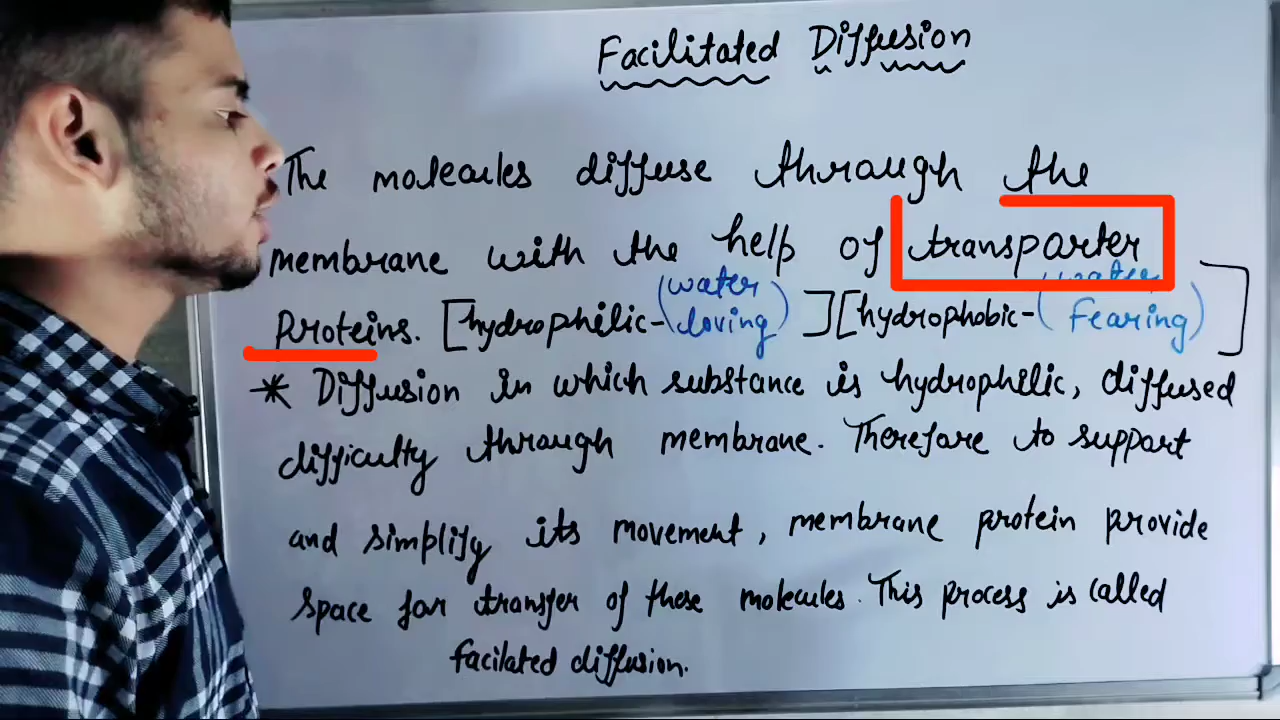 Facilitated Diffusion
The molecules diffuse through the
membrane with the help of transparter
Proteins. [hydrophilic-(water loving)][hydrophobic-(water Fearing)]
* Diffusion in which substance is hydrophilic, diffused
difficulty through membrane. Therefore to support
and simplify its movement, membrane protein provide
space for transfer of these molecules. This process is called
facilated diffusion.